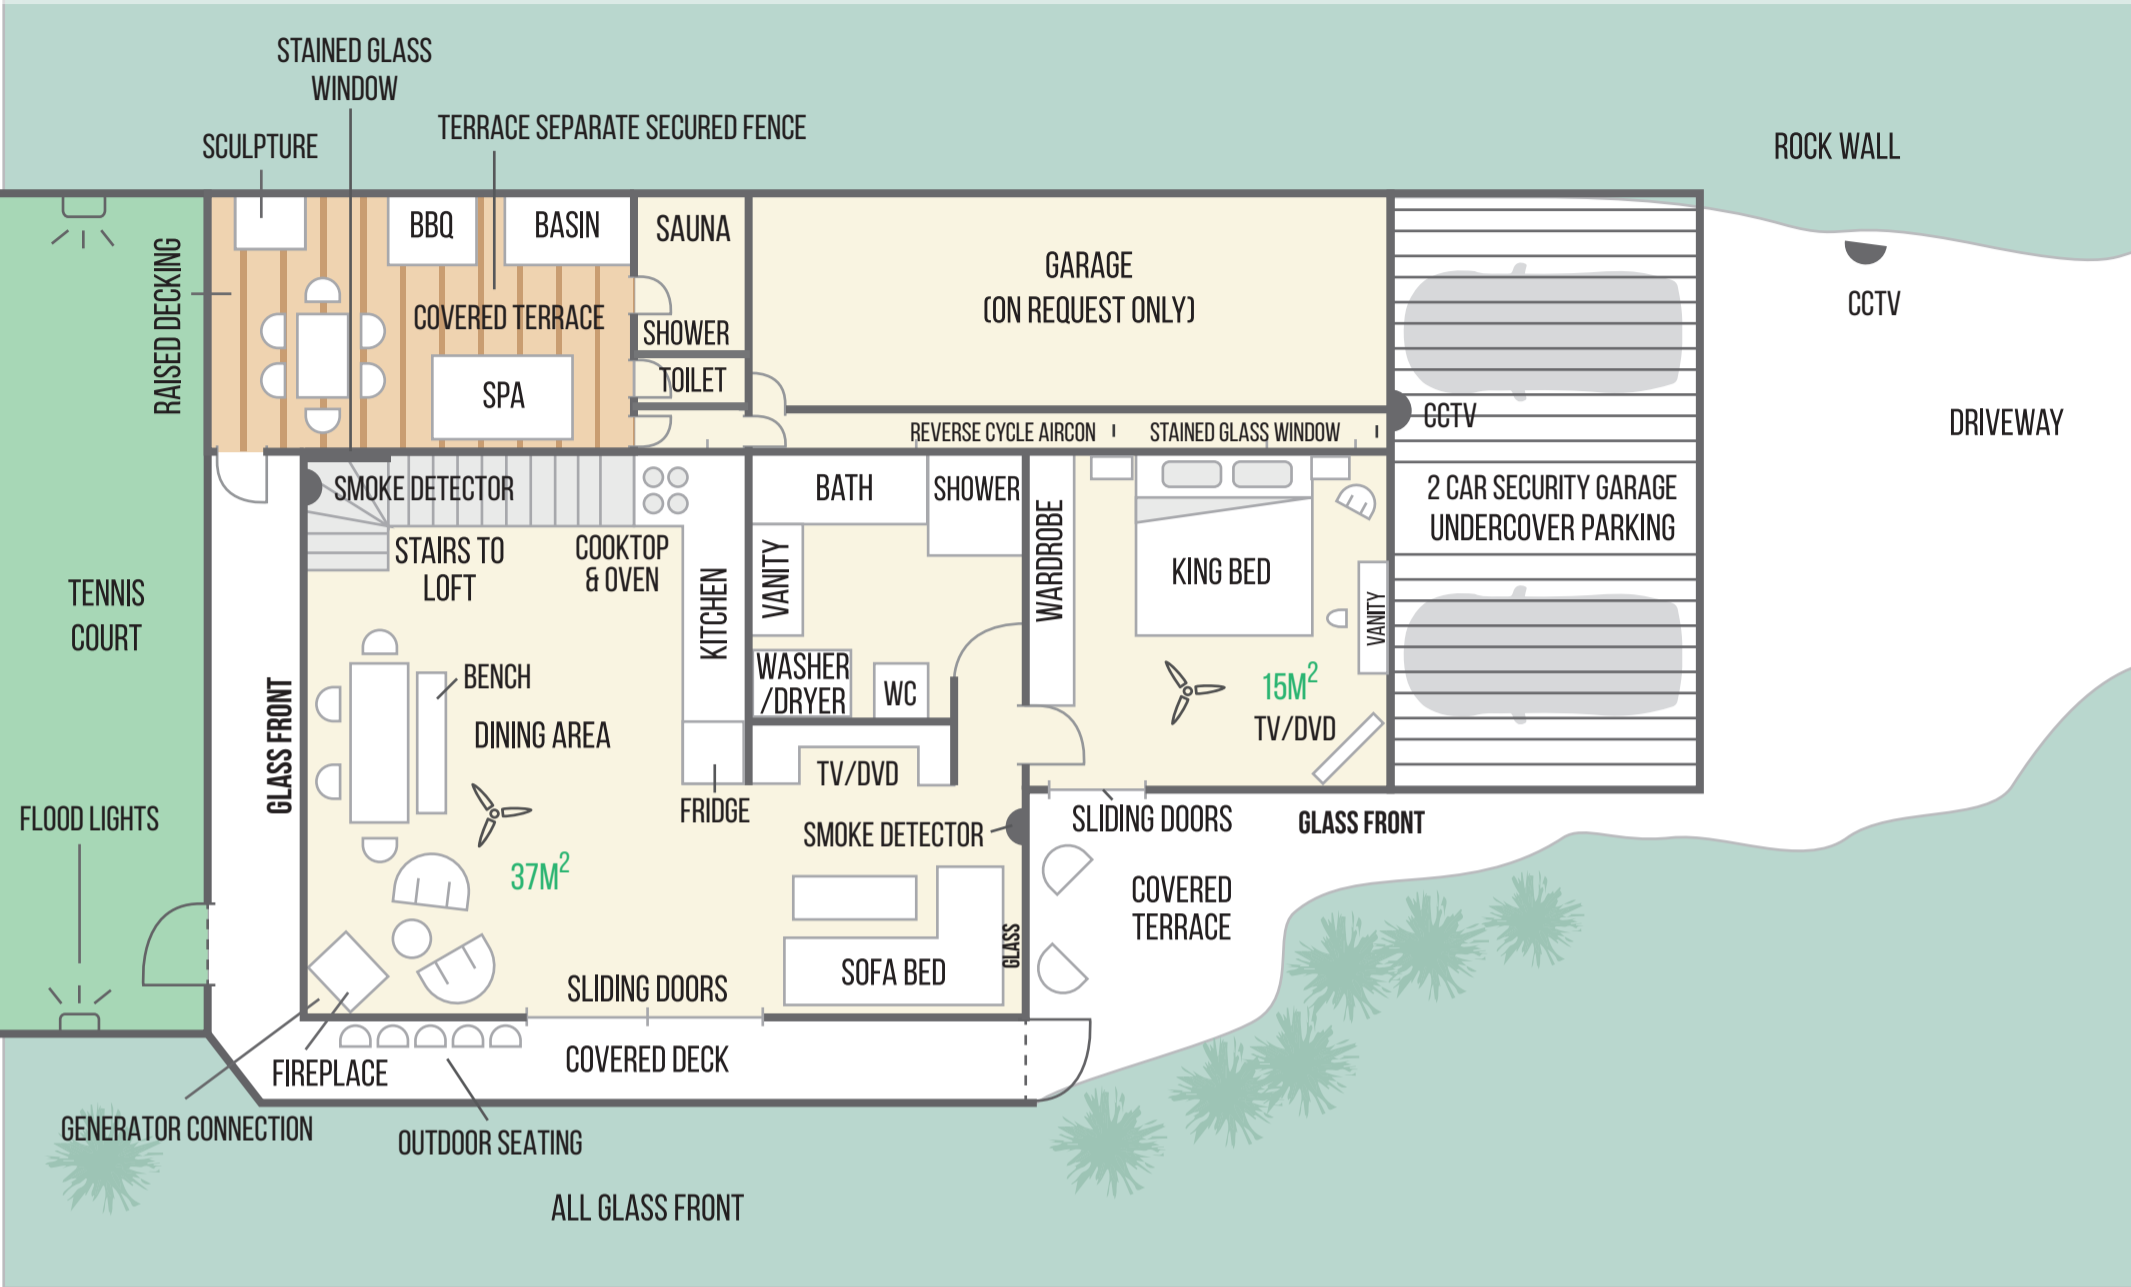 STAINED GLASS
WINDOW
TERRACE SEPARATE SECURED FENCE
SCULPTURE
ROCK WALL
BBQ
BASIN
SAUNA
GARAGE
(ON REQUEST ONLY)
CCTV
RAISED DECKING
COVERED TERRACE
SHOWER
TOILET
SPA
CCTV
DRIVEWAY
REVERSE CYCLE AIRCON
STAINED GLASS WINDOW
SMOKE DETECTOR
BATH
SHOWER
2 CAR SECURITY GARAGE
UNDERCOVER PARKING
STAIRS TO
LOFT
COOKTOP
& OVEN
KITCHEN
VANITY
WARDROBE
KING BED
VANITY
TENNIS
COURT
WASHER
/DRYER
WC
BENCH
15M²
TV/DVD
DINING AREA
GLASS FRONT
TV/DVD
FRIDGE
FLOOD LIGHTS
SMOKE DETECTOR
SLIDING DOORS
GLASS FRONT
37M²
COVERED
TERRACE
GLASS
SOFA BED
SLIDING DOORS
FIREPLACE
COVERED DECK
GENERATOR CONNECTION
OUTDOOR SEATING
ALL GLASS FRONT